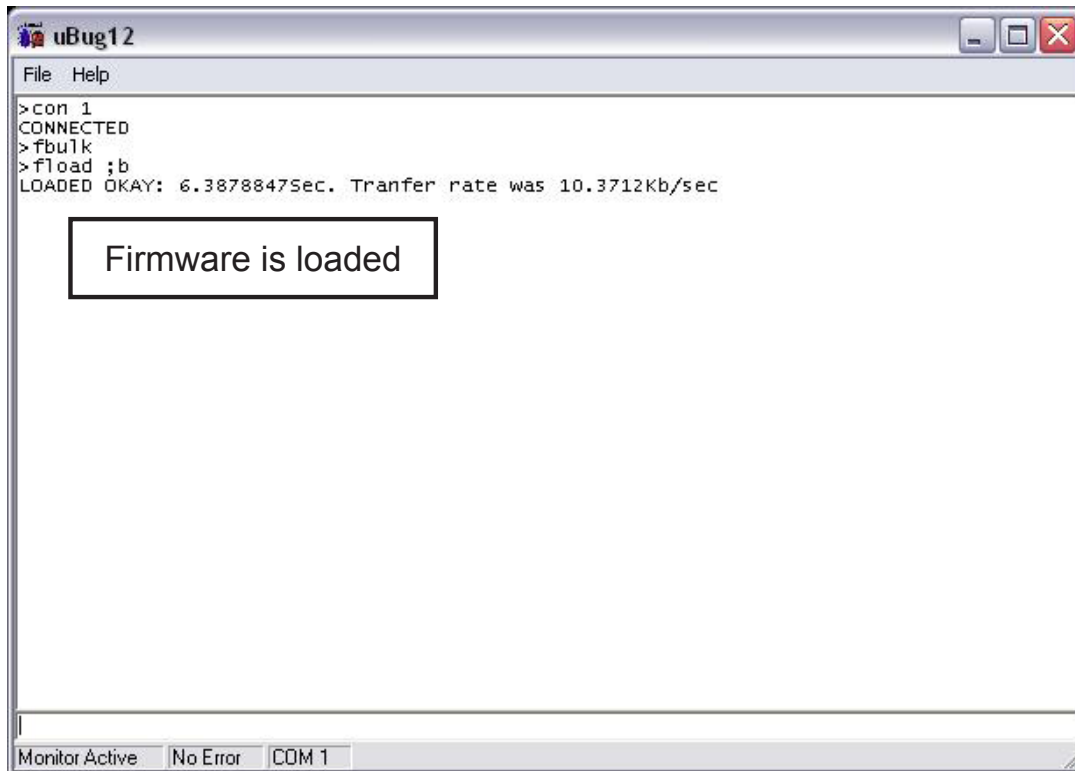 uBug12
File Help
>con 1
CONNECTED
>fbulk
>fload ;b
LOADED OKAY: 6.3878847Sec. Tranfer rate was 10.3712Kb/sec
Firmware is loaded
Monitor Active No Error COM 1